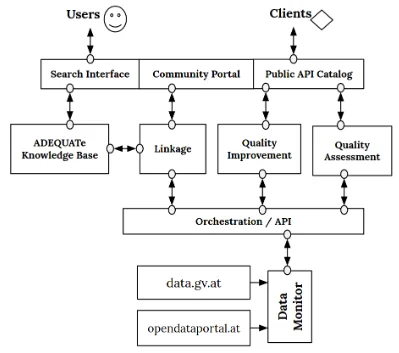 Users
Clients
Search Interface
Community Portal
Public API Catalog
ADEQUATe
Knowledge Base
Linkage
Quality
Improvement
Quality
Assessment
Orchestration / API
data.gv.at
opendataportal.at
Data
Monitor